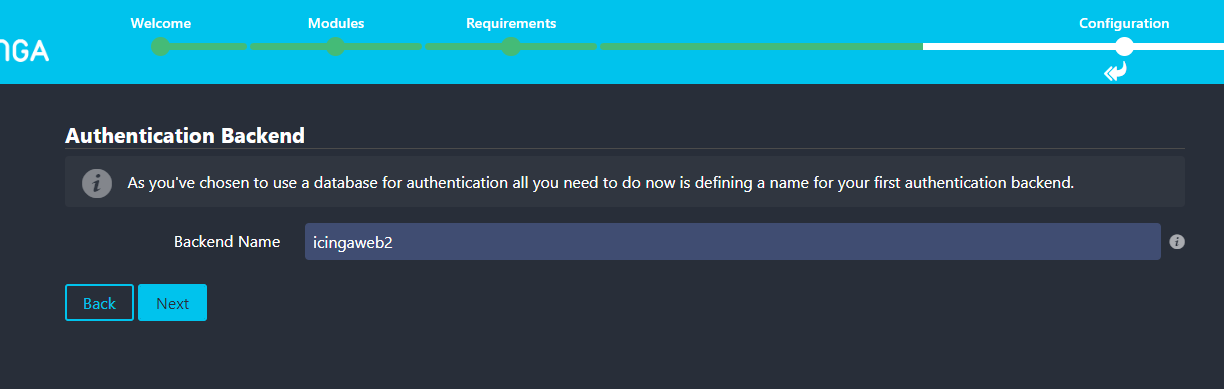 Welcome Modules Requirements Configuration
NGA
Authentication Backend
As you've chosen to use a database for authentication all you need to do now is defining a name for your first authentication backend.
Backend Name icingaweb2
Back Next